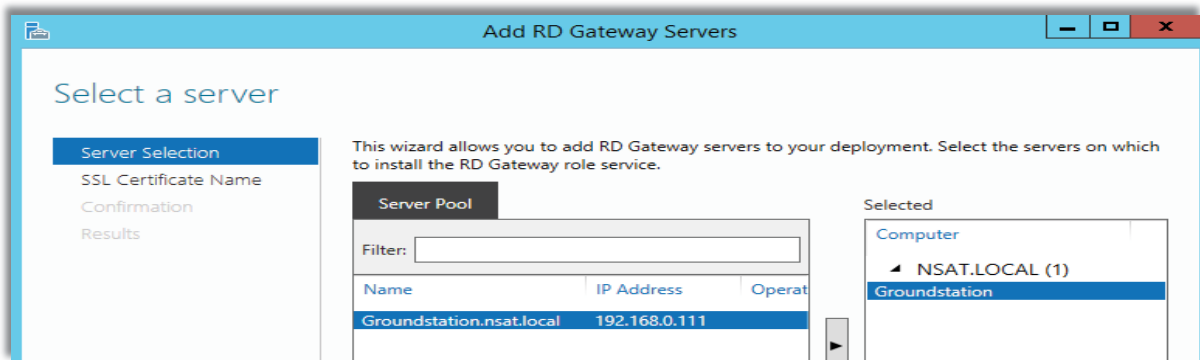 Add RD Gateway Servers
Select a server
Server Selection
SSL Certificate Name
Confirmation
Results
This wizard allows you to add RD Gateway servers to your deployment. Select the servers on which
to install the RD Gateway role service.
Server Pool
Filter:
Name IP Address Operat
Groundstation.nsat.local 192.168.0.111
Selected
Computer
NSAT.LOCAL (1)
Groundstation